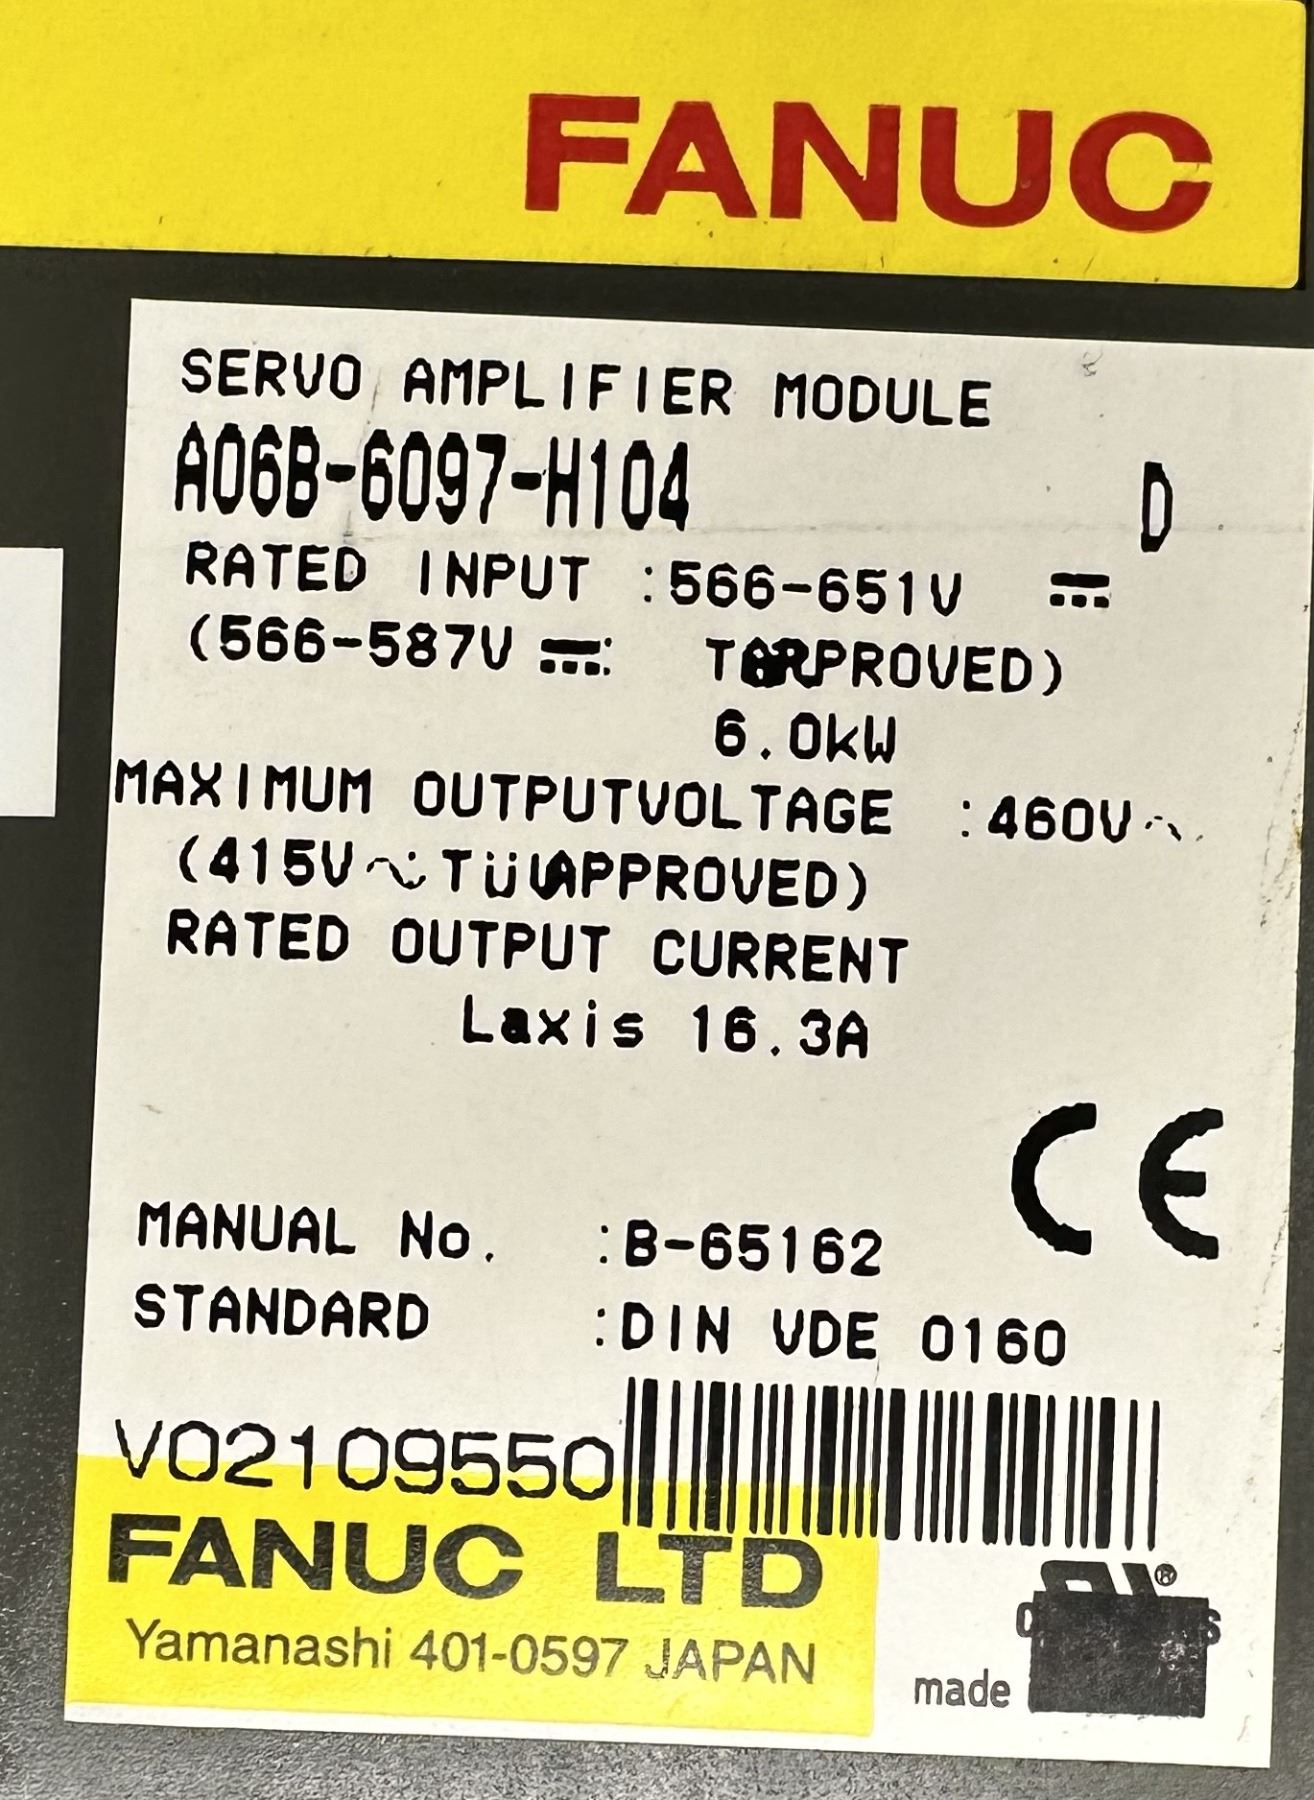 FANUC
SERVO AMPLIFIER MODULE
A06B-6097-H104 D
RATED INPUT :566-651V ⎓
(566-587V ⎓: PROVED)
6.0kW
MAXIMUM OUTPUTVOLTAGE :460V~
(415V~: TÜVAPPROVED)
RATED OUTPUT CURRENT
Laxis 16.3A
CE
MANUAL No. :B-65162
STANDARD :DIN VDE 0160
V02109550
FANUC LTD
Yamanashi 401-0597 JAPAN
®
made